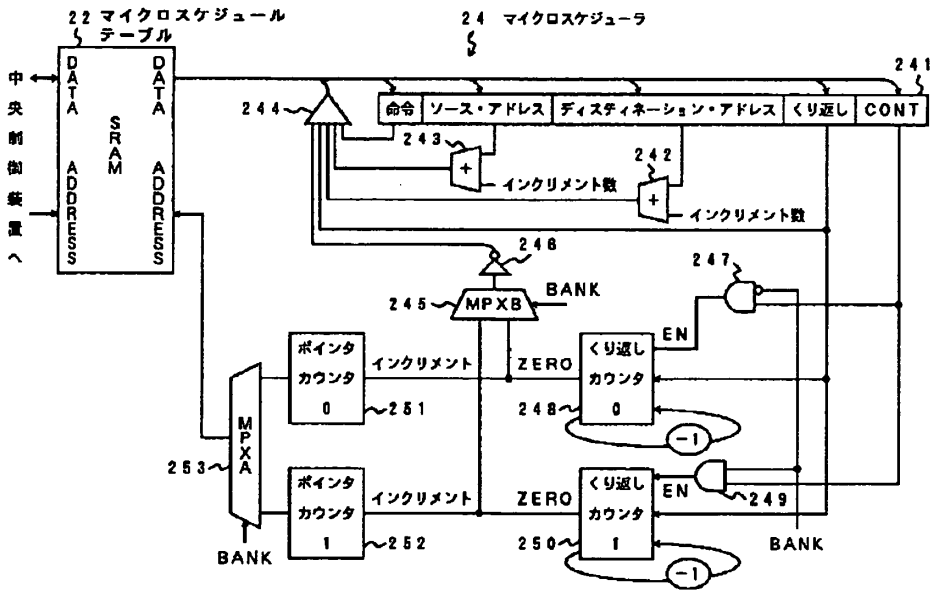 22 マイクロスケジュール
テーブル
24 マイクロスケジューラ
中央制御装置へ
DATA
DATA
SRAM
ADDRESS
ADDRESS
241
244
命令 ソース・アドレス ディスティネーション・アドレス くり返し CONT
243
+
インクリメント数
242
+
インクリメント数
246
247
245
MPXB
BANK
EN
ポインタ
カウンタ
0
251
インクリメント
ZERO
くり返し
カウンタ
0
248
-1
MPXA
253
BANK
ポインタ
カウンタ
1
252
インクリメント
ZERO
くり返し
カウンタ
1
250
EN
249
-1
BANK